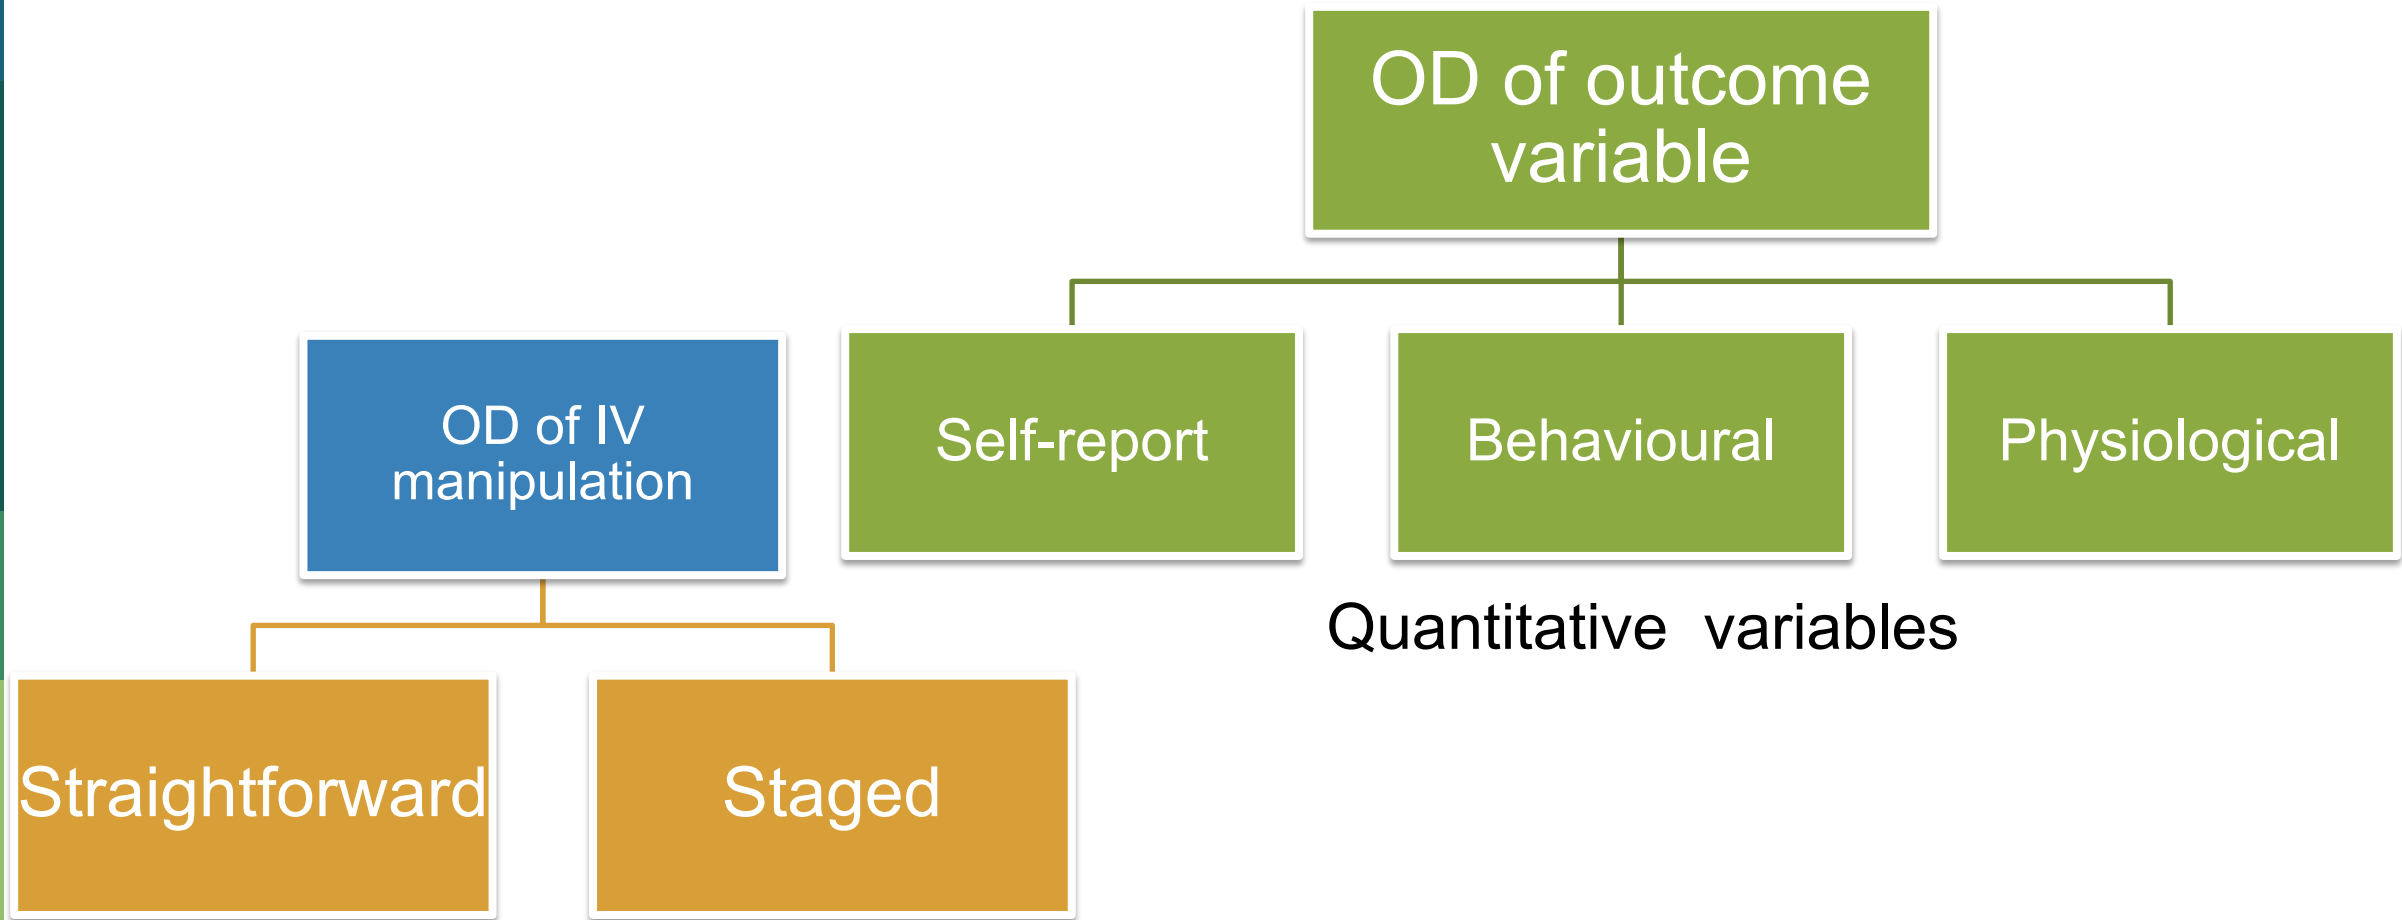 OD of outcome
variable
OD of IV
manipulation
Self-report
Behavioural
Physiological
Quantitative variables
Straightforward
Staged